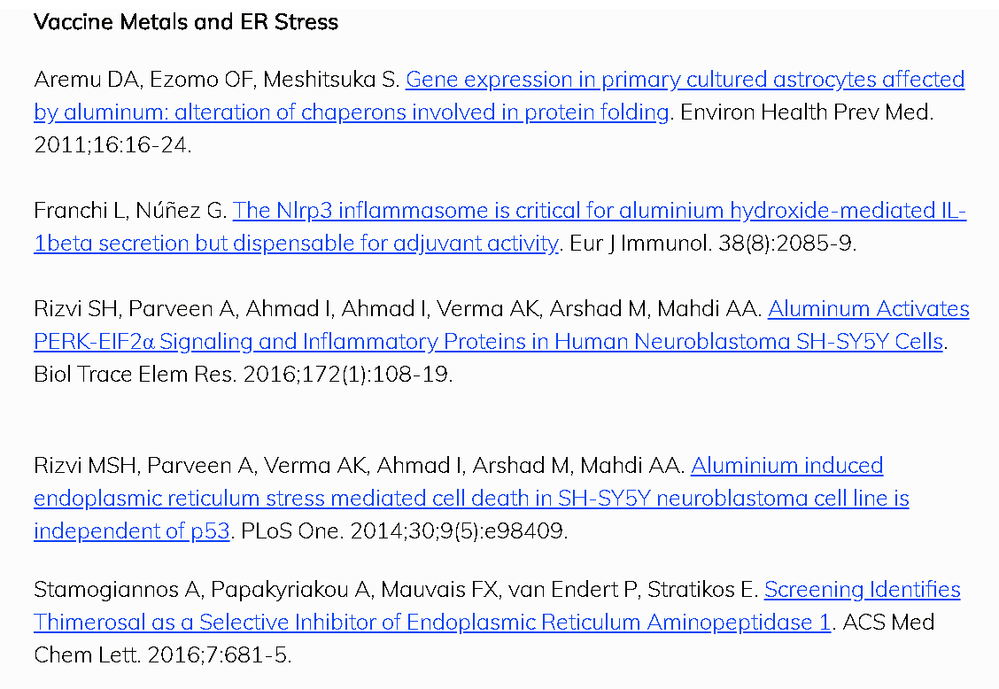 Vaccine Metals and ER Stress
Aremu DA, Ezomo OF, Meshitsuka S. Gene expression in primary cultured astrocytes affected
by aluminum: alteration of chaperons involved in protein folding. Environ Health Prev Med.
2011;16:16-24.
Franchi L, Núñez G. The Nlrp3 inflammasome is critical for aluminium hydroxide-mediated IL-
1beta secretion but dispensable for adjuvant activity. Eur J Immunol. 38(8):2085-9.
Rizvi SH, Parveen A, Ahmad I, Ahmad I, Verma AK, Arshad M, Mahdi AA. Aluminum Activates
PERK-EIF2α Signaling and Inflammatory Proteins in Human Neuroblastoma SH-SY5Y Cells.
Biol Trace Elem Res. 2016;172(1):108-19.
Rizvi MSH, Parveen A, Verma AK, Ahmad I, Arshad M, Mahdi AA. Aluminium induced
endoplasmic reticulum stress mediated cell death in SH-SY5Y neuroblastoma cell line is
independent of p53. PLoS One. 2014;30;9(5):e98409.
Stamogiannos A, Papakyriakou A, Mauvais FX, van Endert P, Stratikos E. Screening Identifies
Thimerosal as a Selective Inhibitor of Endoplasmic Reticulum Aminopeptidase 1. ACS Med
Chem Lett. 2016;7:681-5.